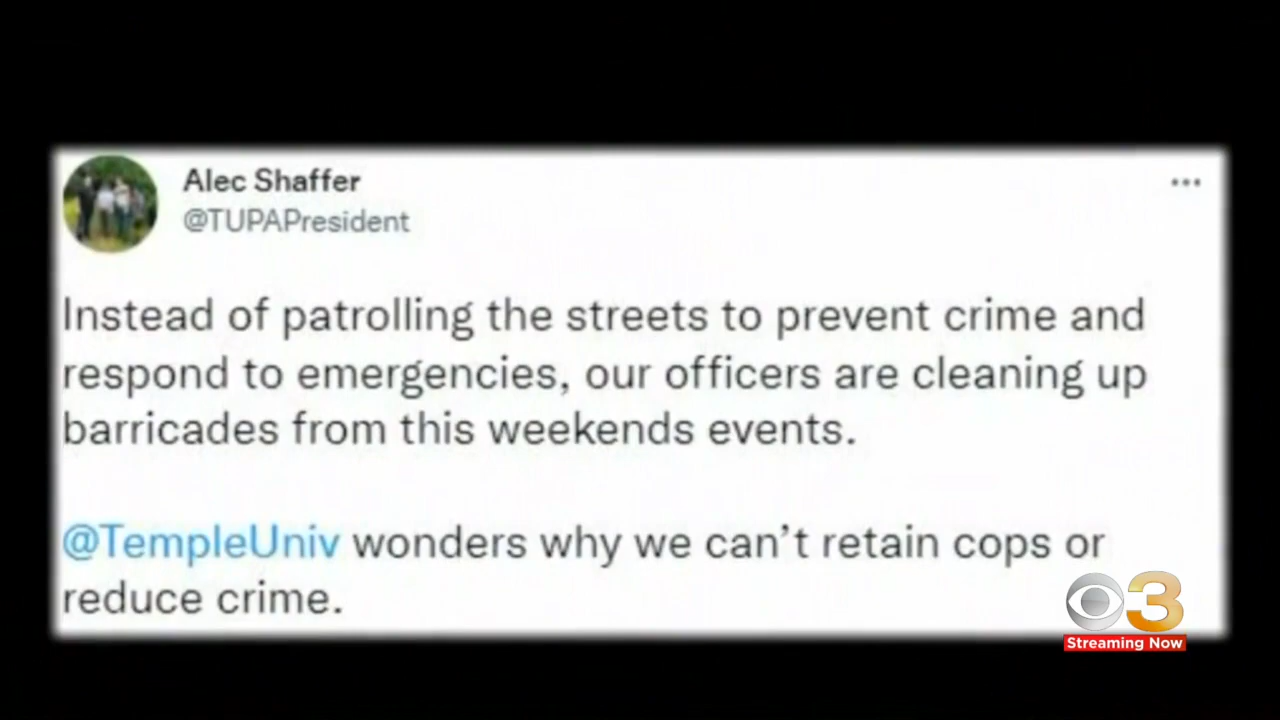 Alec Shaffer
@TUPAPresident
Instead of patrolling the streets to prevent crime and
respond to emergencies, our officers are cleaning up
barricades from this weekends events.
@TempleUniv wonders why we can't retain cops or
reduce crime.
3
Streaming Now